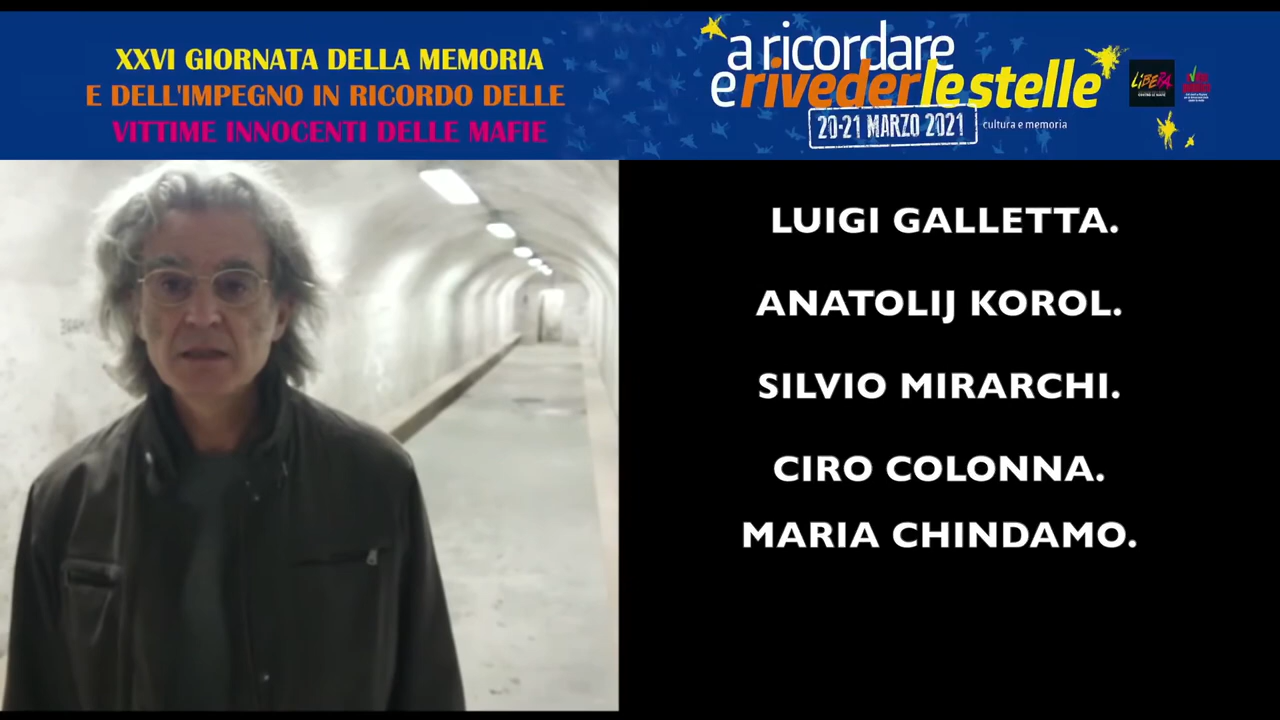 XXVI GIORNATA DELLA MEMORIA
E DELL'IMPEGNO IN RICORDO DELLE
VITTIME INNOCENTI DELLE MAFIE
a ricordare
e riveder le stelle
20-21 MARZO 2021
cultura e memoria
LIBERA
LUIGI GALLETTA.
ANATOLIJ KOROL.
SILVIO MIRARCHI.
CIRO COLONNA.
MARIA CHINDAMO.